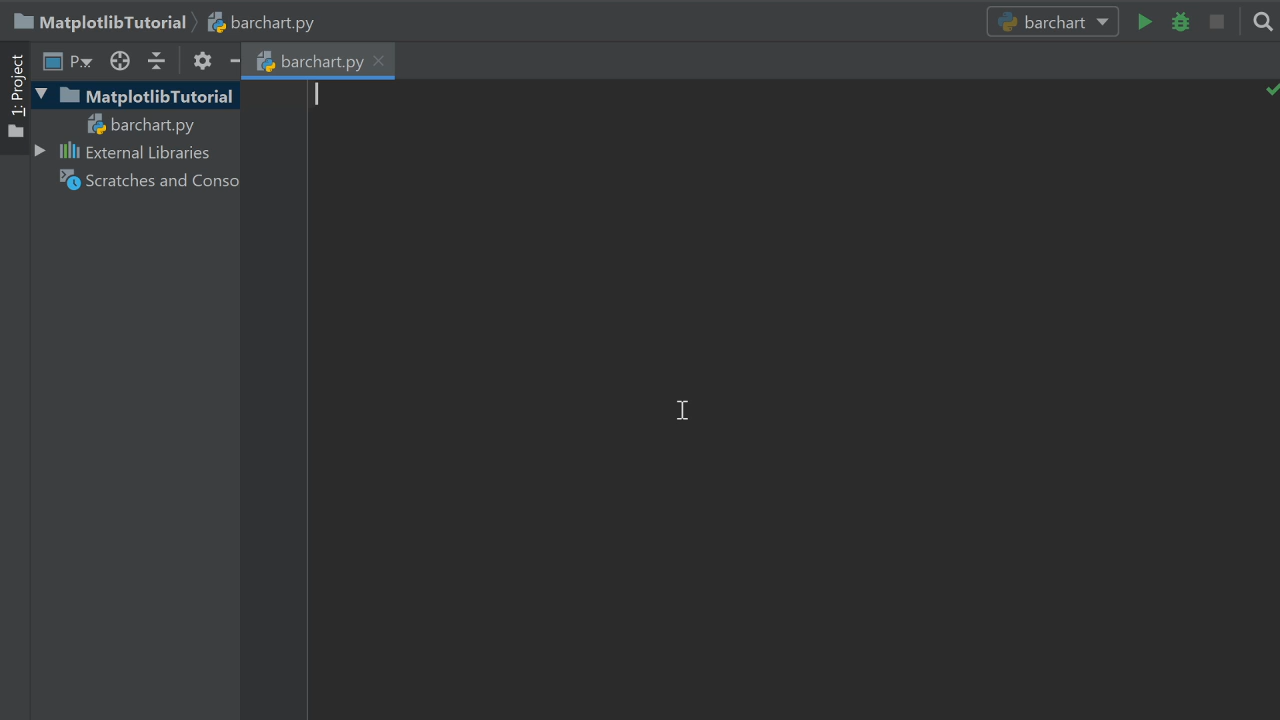 MatplotlibTutorial barchart.py barchart
1: Project
P.. barchart.py
MatplotlibTutorial
barchart.py
External Libraries
Scratches and Conso